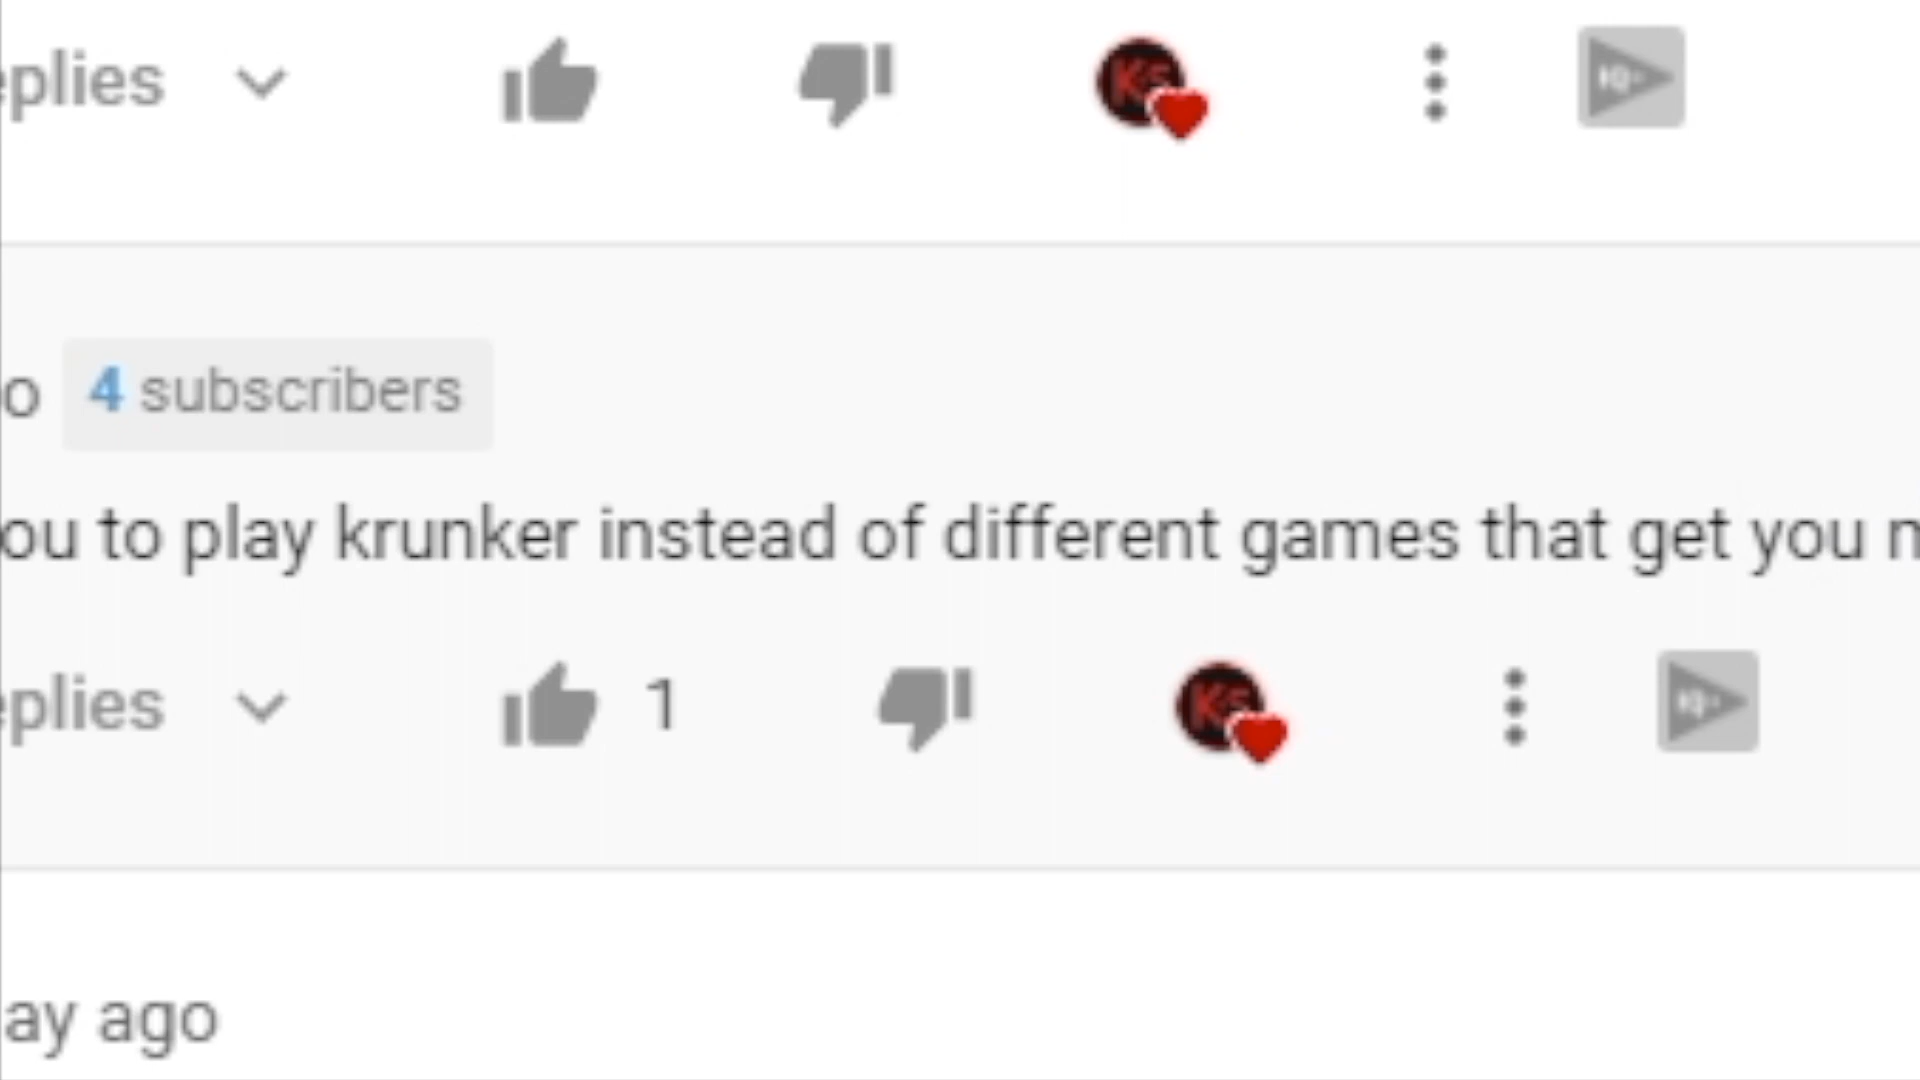 eplies
o 4 subscribers
ou to play krunker instead of different games that get you
eplies 1
ay ago